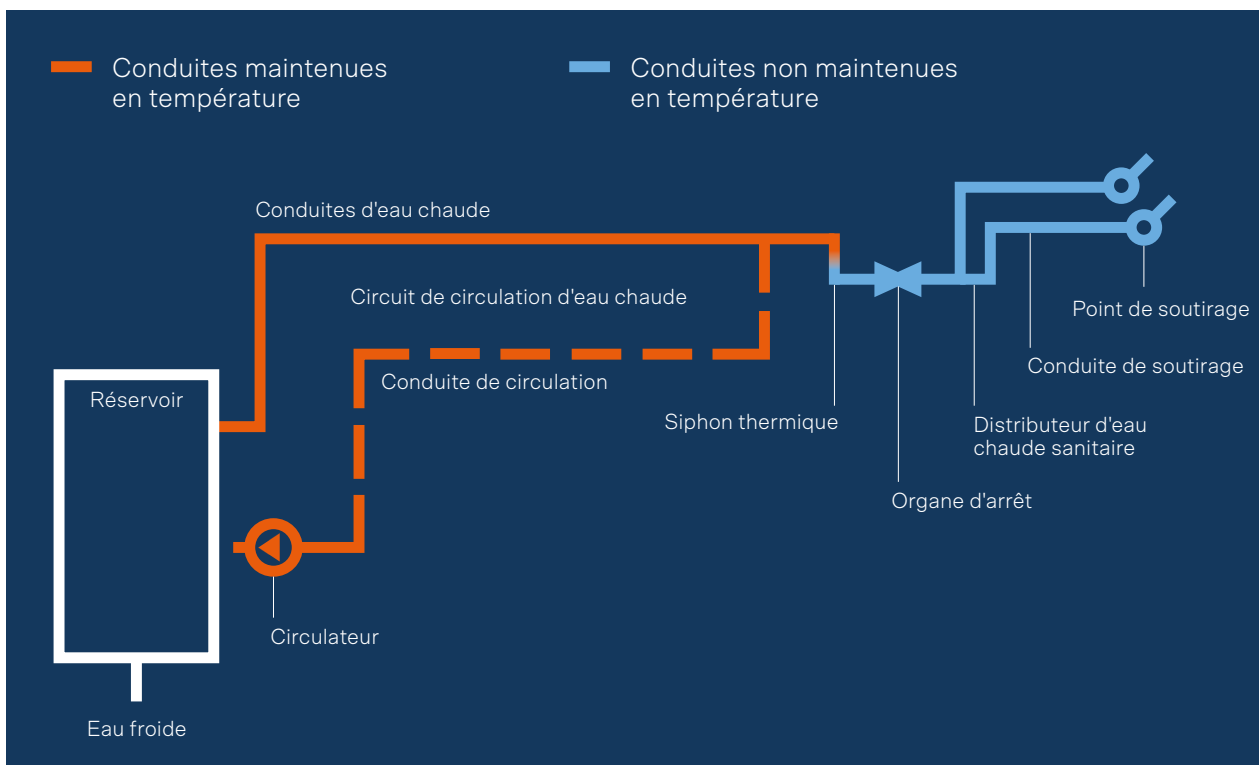 Conduites maintenues
en température
Conduites non maintenues
en température
Conduites d'eau chaude
Circuit de circulation d'eau chaude
Point de soutirage
Conduite de soutirage
Conduite de circulation
Réservoir
Siphon thermique
Distributeur d'eau
chaude sanitaire
Organe d'arrêt
Circulateur
Eau froide